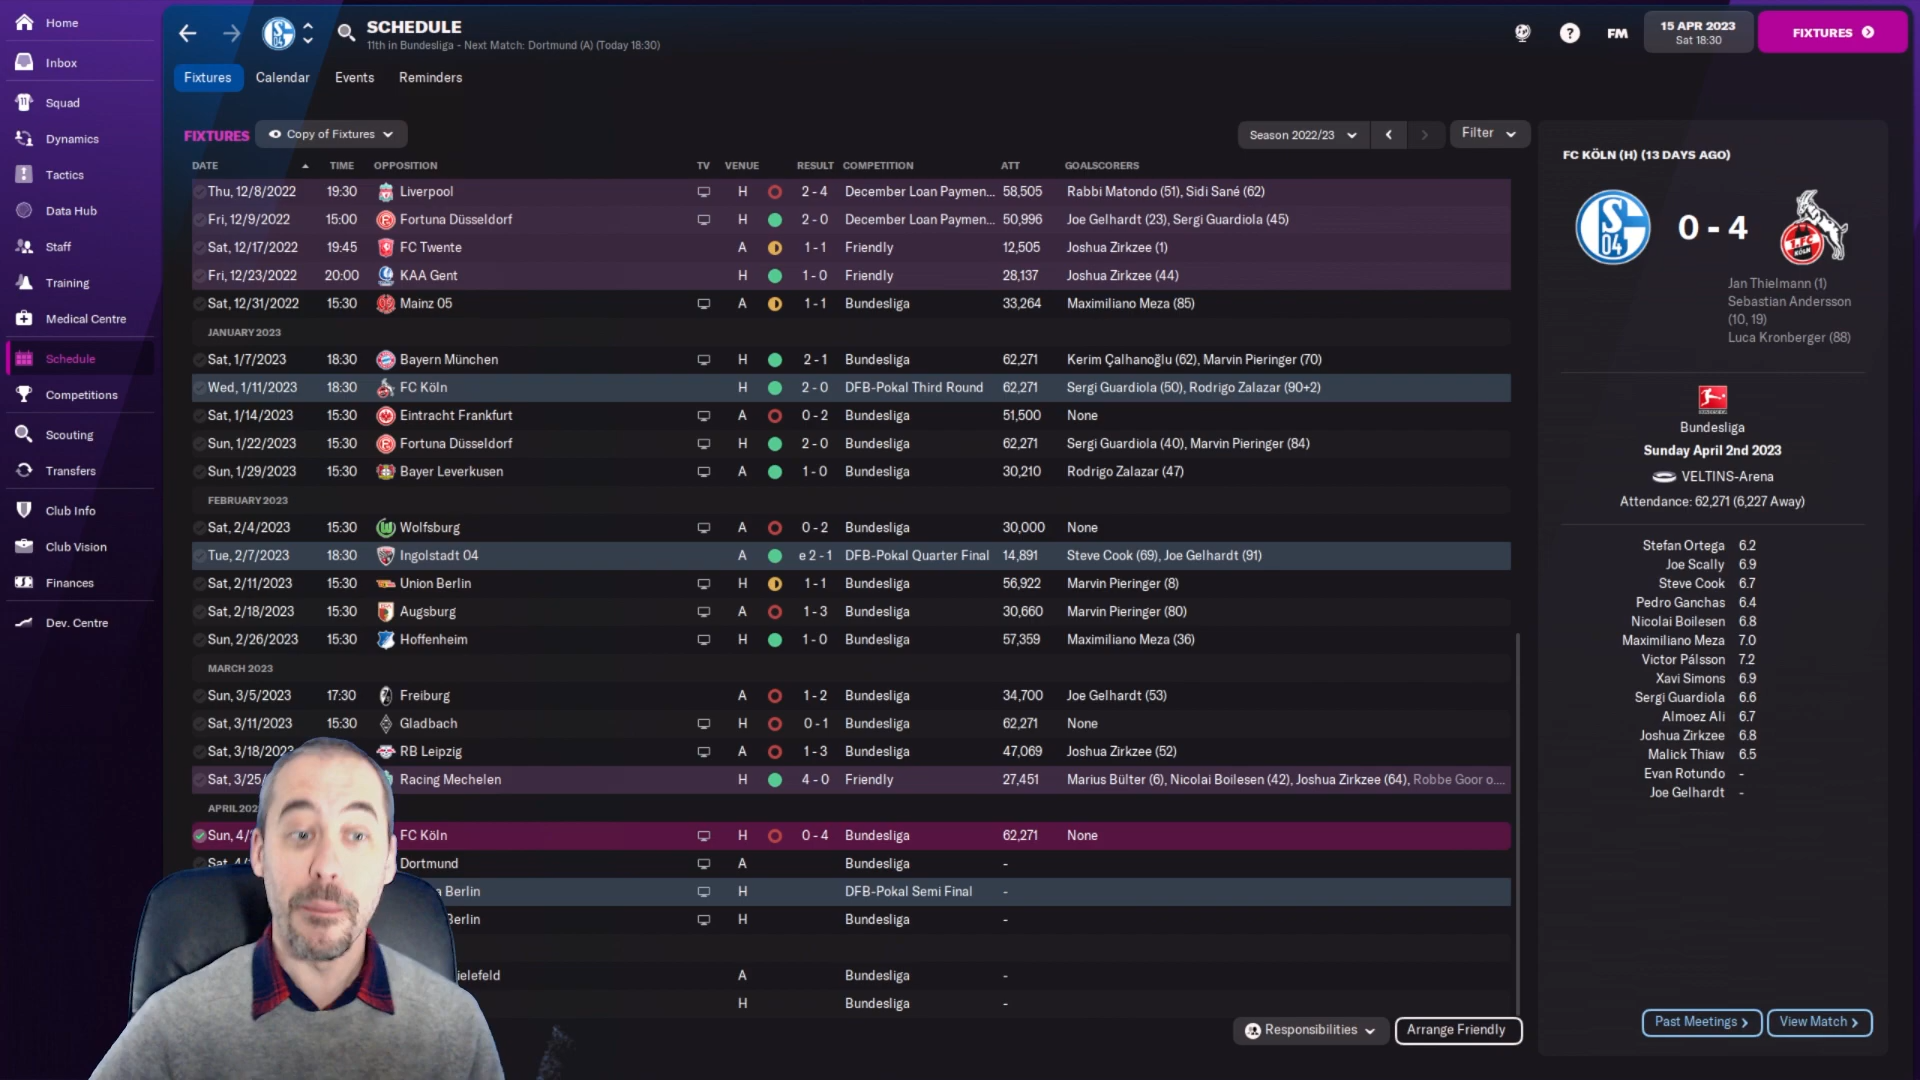 Home
Inbox
Squad
Dynamics
Tactics
Data Hub
Staff
Training
Medical Centre
Schedule
Competitions
Scouting
Transfers
Club Info
Club Vision
Finances
Dev. Centre
SCHEDULE
11th in Bundesliga - Next Match: Dortmund (A) (Today 18:30)
FM
15 APR 2023
Sat 18:30
FIXTURES
Fixtures Calendar Events Reminders
FIXTURES Copy of Fixtures Season 2022/23 Filter
DATE TIME OPPOSITION TV VENUE RESULT COMPETITION ATT GOALSCORERS
Thu, 12/8/2022 19:30 Liverpool H 2 - 4 December Loan Paymen... 58,505 Rabbi Matondo (51), Sidi Sané (62)
Fri, 12/9/2022 15:00 Fortuna Düsseldorf H 2 - 0 December Loan Paymen... 50,996 Joe Gelhardt (23), Sergi Guardiola (45)
Sat, 12/17/2022 19:45 FC Twente A 1 - 1 Friendly 12,505 Joshua Zirkzee (1)
Fri, 12/23/2022 20:00 KAA Gent H 1 - 0 Friendly 28,137 Joshua Zirkzee (44)
Sat, 12/31/2022 15:30 Mainz 05 A 1 - 1 Bundesliga 33,264 Maximiliano Meza (85)
JANUARY 2023
Sat, 1/7/2023 18:30 Bayern München H 2 - 1 Bundesliga 62,271 Kerim Çalhanoğlu (62), Marvin Pieringer (70)
Wed, 1/11/2023 18:30 FC Köln H 2 - 0 DFB-Pokal Third Round 62,271 Sergi Guardiola (50), Rodrigo Zalazar (90+2)
Sat, 1/14/2023 15:30 Eintracht Frankfurt A 0 - 2 Bundesliga 51,500 None
Sun, 1/22/2023 15:30 Fortuna Düsseldorf H 2 - 0 Bundesliga 62,271 Sergi Guardiola (40), Marvin Pieringer (84)
Sun, 1/29/2023 15:30 Bayer Leverkusen A 1 - 0 Bundesliga 30,210 Rodrigo Zalazar (47)
FEBRUARY 2023
Sat, 2/4/2023 15:30 Wolfsburg A 0 - 2 Bundesliga 30,000 None
Tue, 2/7/2023 18:30 Ingolstadt 04 A e 2 - 1 DFB-Pokal Quarter Final 14,891 Steve Cook (69), Joe Gelhardt (91)
Sat, 2/11/2023 15:30 Union Berlin H 1 - 1 Bundesliga 56,922 Marvin Pieringer (8)
Sat, 2/18/2023 15:30 Augsburg A 1 - 3 Bundesliga 30,660 Marvin Pieringer (80)
Sun, 2/26/2023 15:30 Hoffenheim H 1 - 0 Bundesliga 57,359 Maximiliano Meza (36)
MARCH 2023
Sun, 3/5/2023 17:30 Freiburg A 1 - 2 Bundesliga 34,700 Joe Gelhardt (53)
Sat, 3/11/2023 15:30 Gladbach H 0 - 1 Bundesliga 62,271 None
Sat, 3/18/2023 RB Leipzig A 1 - 3 Bundesliga 47,069 Joshua Zirkzee (52)
Sat, 3/25/ Racing Mechelen H 4 - 0 Friendly 27,451 Marius Bülter (6), Nicolai Boilesen (42), Joshua Zirkzee (64), Robbe Goor o....
APRIL 202
Sun, 4/ FC Köln H 0 - 4 Bundesliga 62,271 None
Sat, 4/ Dortmund A Bundesliga -
Berlin H DFB-Pokal Semi Final -
Berlin H Bundesliga -
ielefeld A Bundesliga -
H Bundesliga -
Responsibilities Arrange Friendly
FC KÖLN (H) (13 DAYS AGO)
S 04
0 - 4
1. FC KÖLN
Jan Thielmann (1)
Sebastian Andersson
(10, 19)
Luca Kronberger (88)
Bundesliga
Sunday April 2nd 2023
VELTINS-Arena
Attendance: 62,271 (6,227 Away)
Stefan Ortega 6.2
Joe Scally 6.9
Steve Cook 6.7
Pedro Ganchas 6.4
Nicolai Boilesen 6.8
Maximiliano Meza 7.0
Victor Pálsson 7.2
Xavi Simons 6.9
Sergi Guardiola 6.6
Almoez Ali 6.7
Joshua Zirkzee 6.8
Malick Thiaw 6.5
Evan Rotundo -
Joe Gelhardt -
Past Meetings View Match